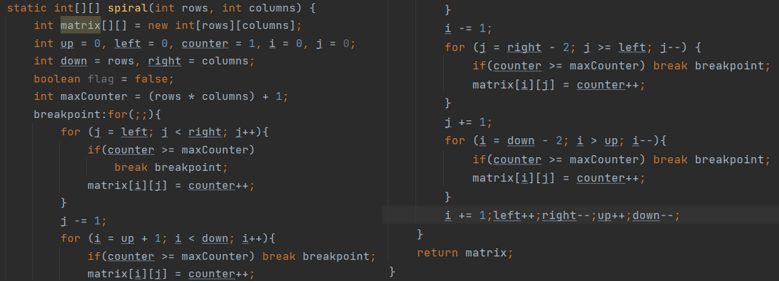 static int[][] spiral(int rows, int columns) {
    int matrix[][] = new int[rows][columns];
    int up = 0, left = 0, counter = 1, i = 0, j = 0;
    int down = rows, right = columns;
    boolean flag = false;
    int maxCounter = (rows * columns) + 1;
    breakpoint:for(;;){
        for (j = left; j < right; j++){
            if(counter >= maxCounter)
                break breakpoint;
            matrix[i][j] = counter++;
        }
        j -= 1;
        for (i = up + 1; i < down; i++){
            if(counter >= maxCounter) break breakpoint;
            matrix[i][j] = counter++;
        }
        i -= 1;
        for (j = right - 2; j >= left; j--) {
            if(counter >= maxCounter) break breakpoint;
            matrix[i][j] = counter++;
        }
        j += 1;
        for (i = down - 2; i > up; i--){
            if(counter >= maxCounter) break breakpoint;
            matrix[i][j] = counter++;
        }
        i += 1;left++;right--;up++;down--;
    }
    return matrix;
}